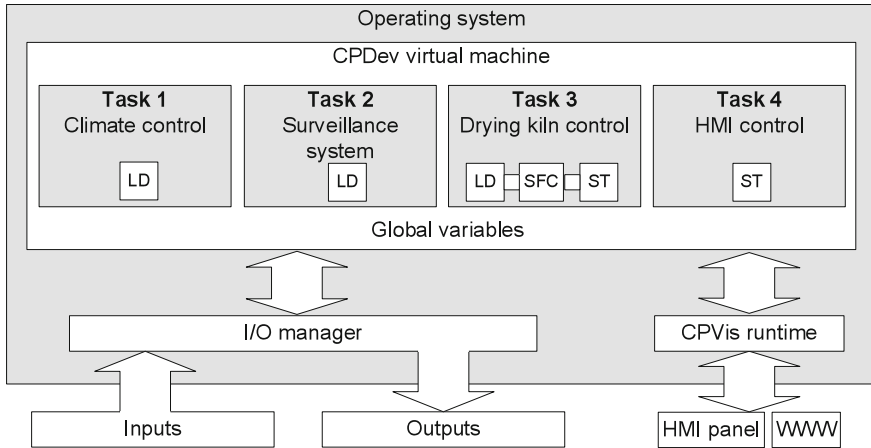 Operating system
CPDev virtual machine
Task 1
Climate control
LD
Task 2
Surveillance
system
LD
Task 3
Drying kiln control
LD
SFC
ST
Task 4
HMI control
ST
Global variables
I/O manager
CPVis runtime
Inputs
Outputs
HMI panel
WWW